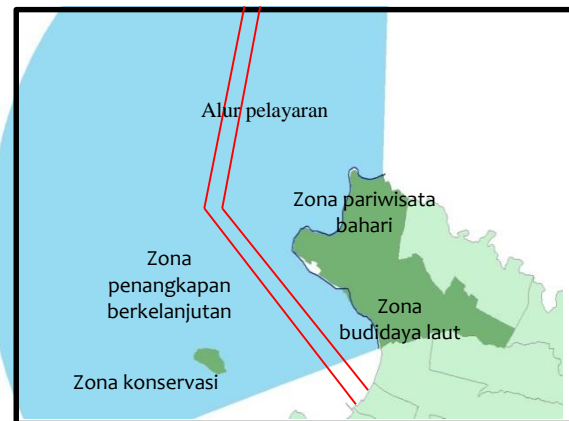 Alur pelayaran
Zona pariwisata
bahari
Zona
penangkapan
berkelanjutan
Zona
budidaya laut
Zona konservasi